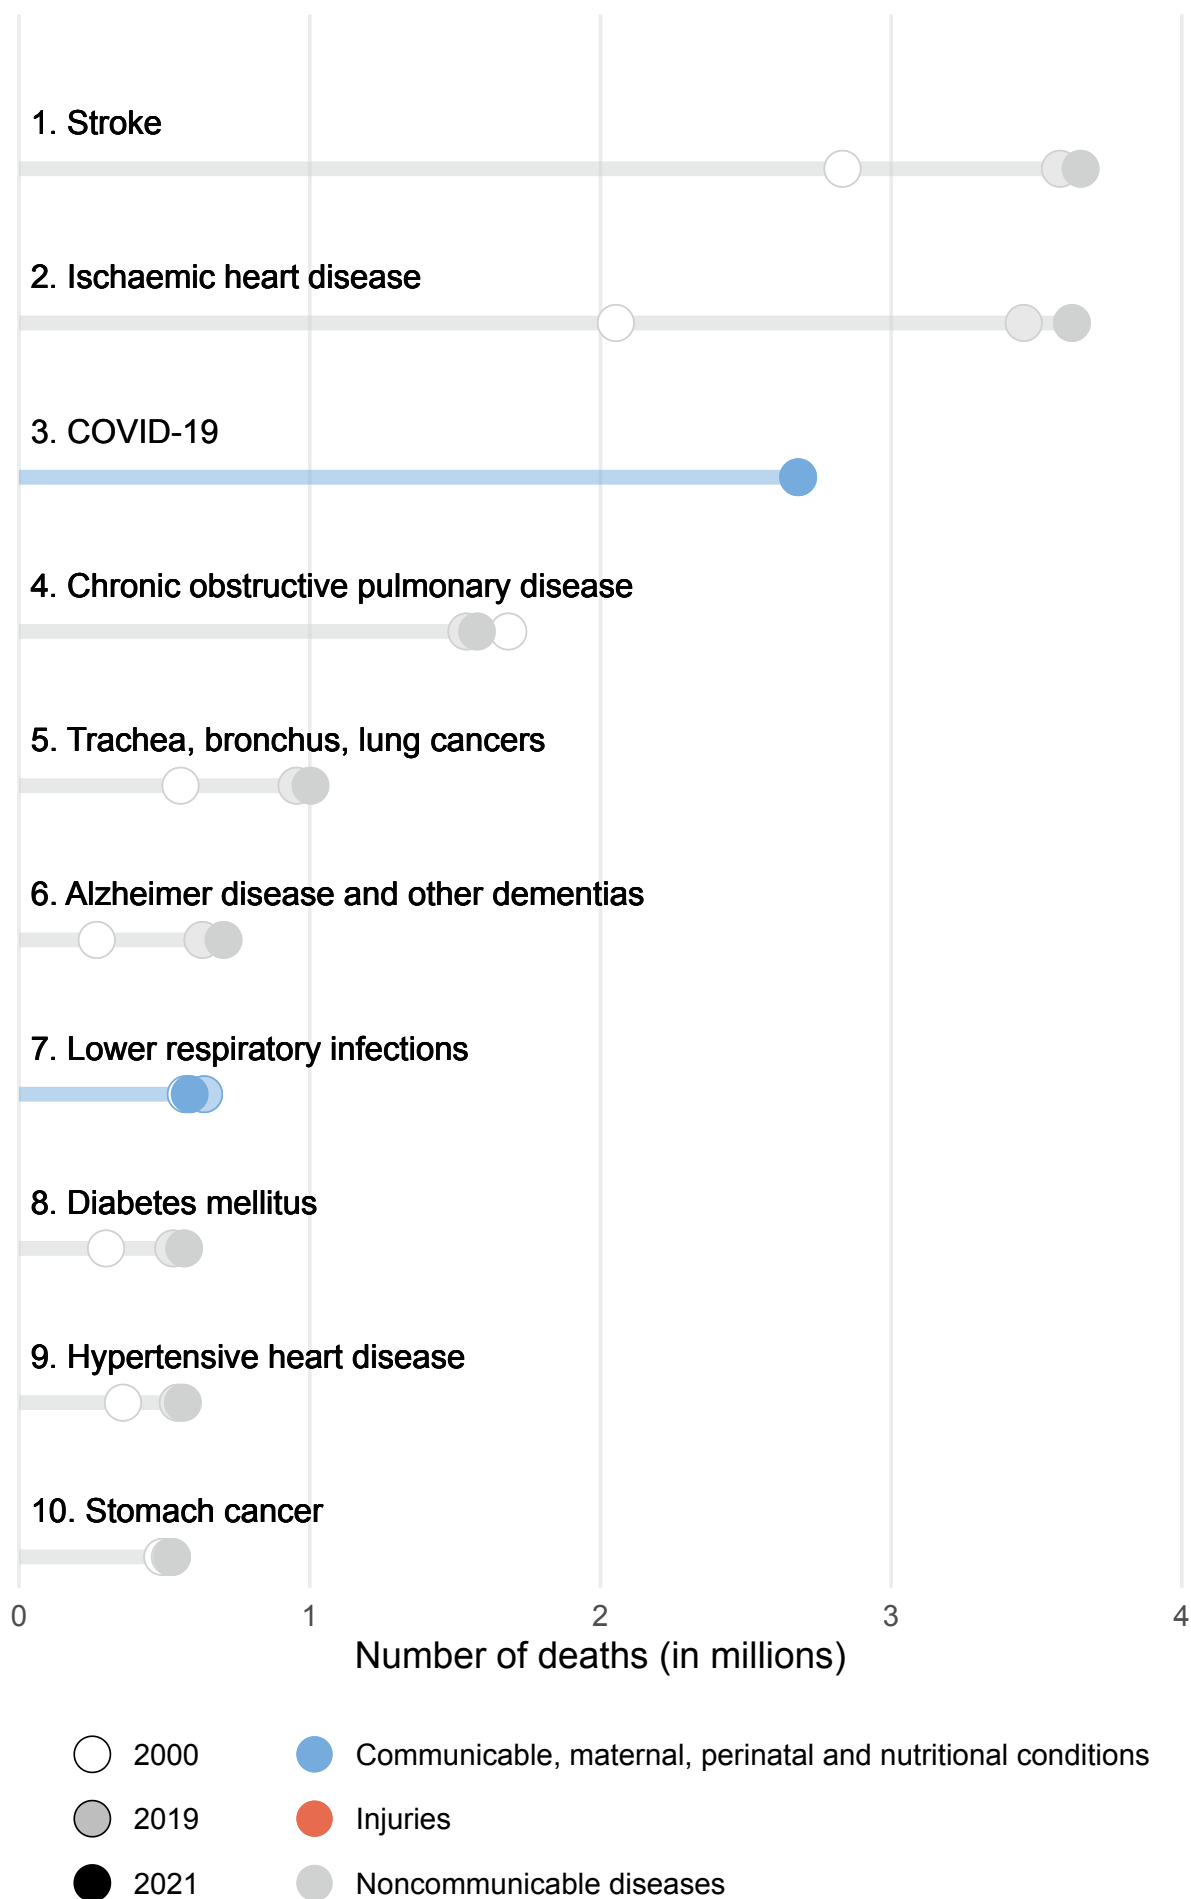 1. Stroke
2. Ischaemic heart disease
3. COVID-19
4. Chronic obstructive pulmonary disease
5. Trachea, bronchus, lung cancers
6. Alzheimer disease and other dementias
7. Lower respiratory infections
8. Diabetes mellitus
9. Hypertensive heart disease
10. Stomach cancer
0 1 2 3 4
Number of deaths (in millions)
2000 Communicable, maternal, perinatal and nutritional conditions
2019 Injuries
2021 Noncommunicable diseases